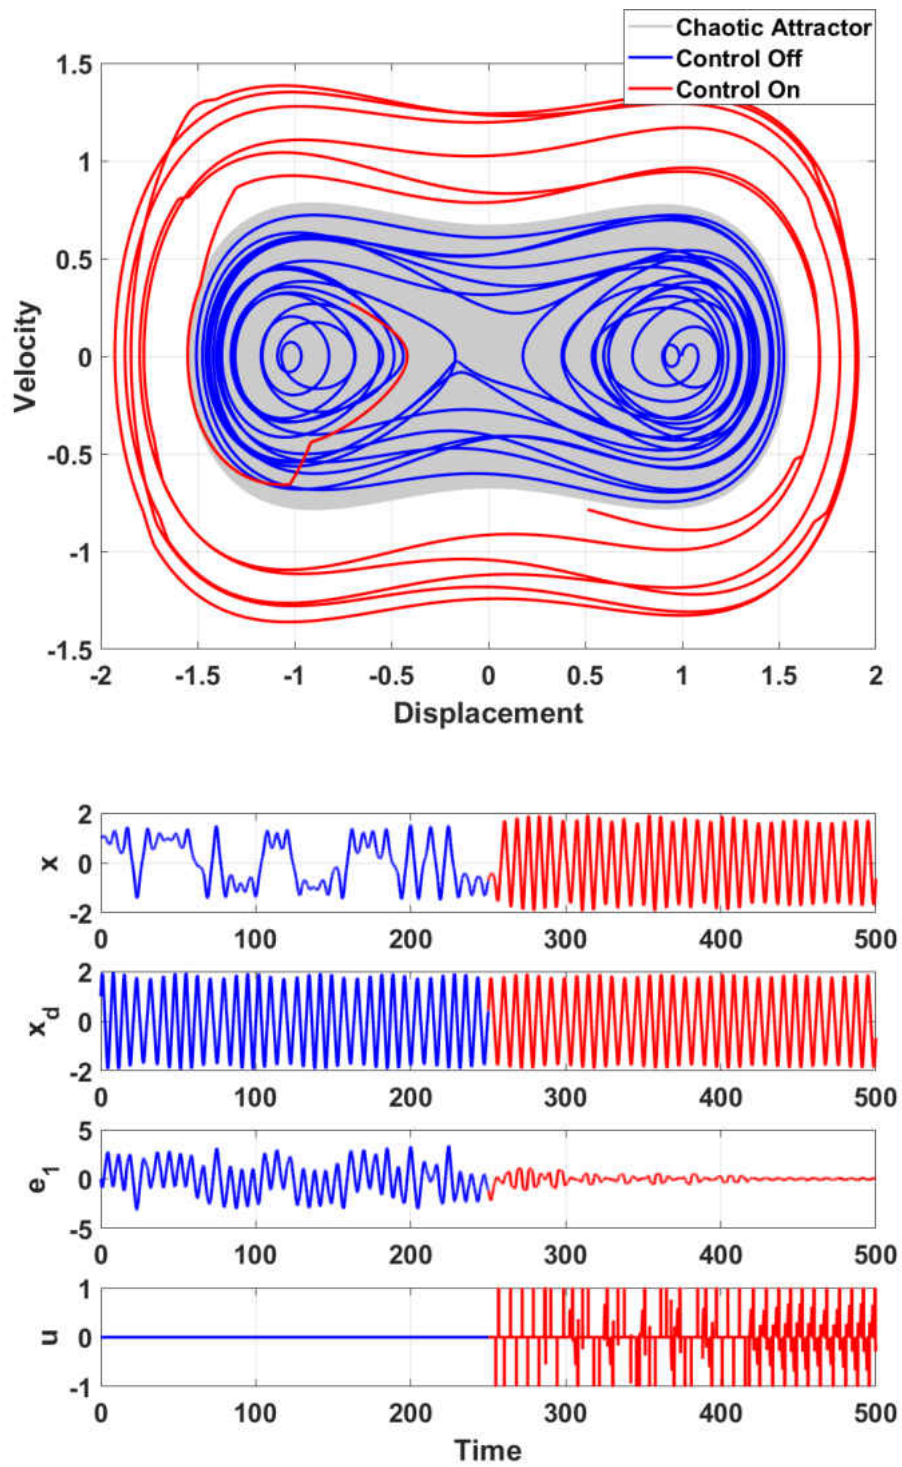 Chaotic Attractor
Control Off
Control On
1.5
1
0.5
0
-0.5
-1
-1.5
Velocity
-2 -1.5 -1 -0.5 0 0.5 1 1.5 2
Displacement
2
0
-2
x
0 100 200 300 400 500
2
0
-2
x_d
0 100 200 300 400 500
5
0
-5
e_1
0 100 200 300 400 500
1
0
-1
u
0 100 200 300 400 500
Time